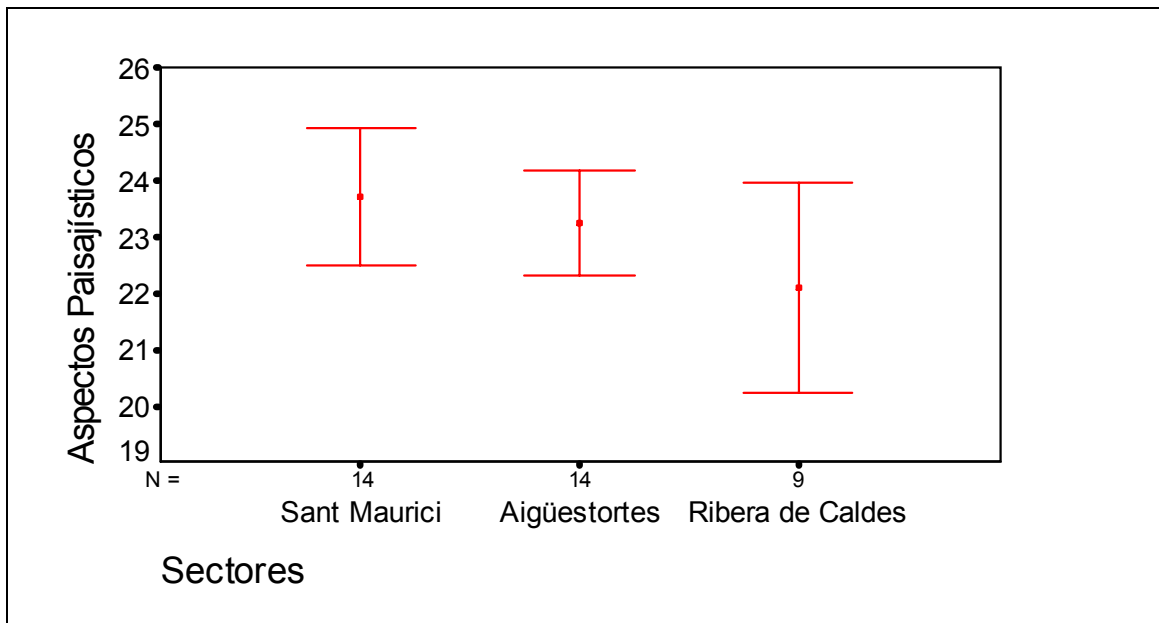 Aspectos Paisajísticos
26
25
24
23
22
21
20
19
N = 14 14 9
Sant Maurici Aigüestortes Ribera de Caldes
Sectores